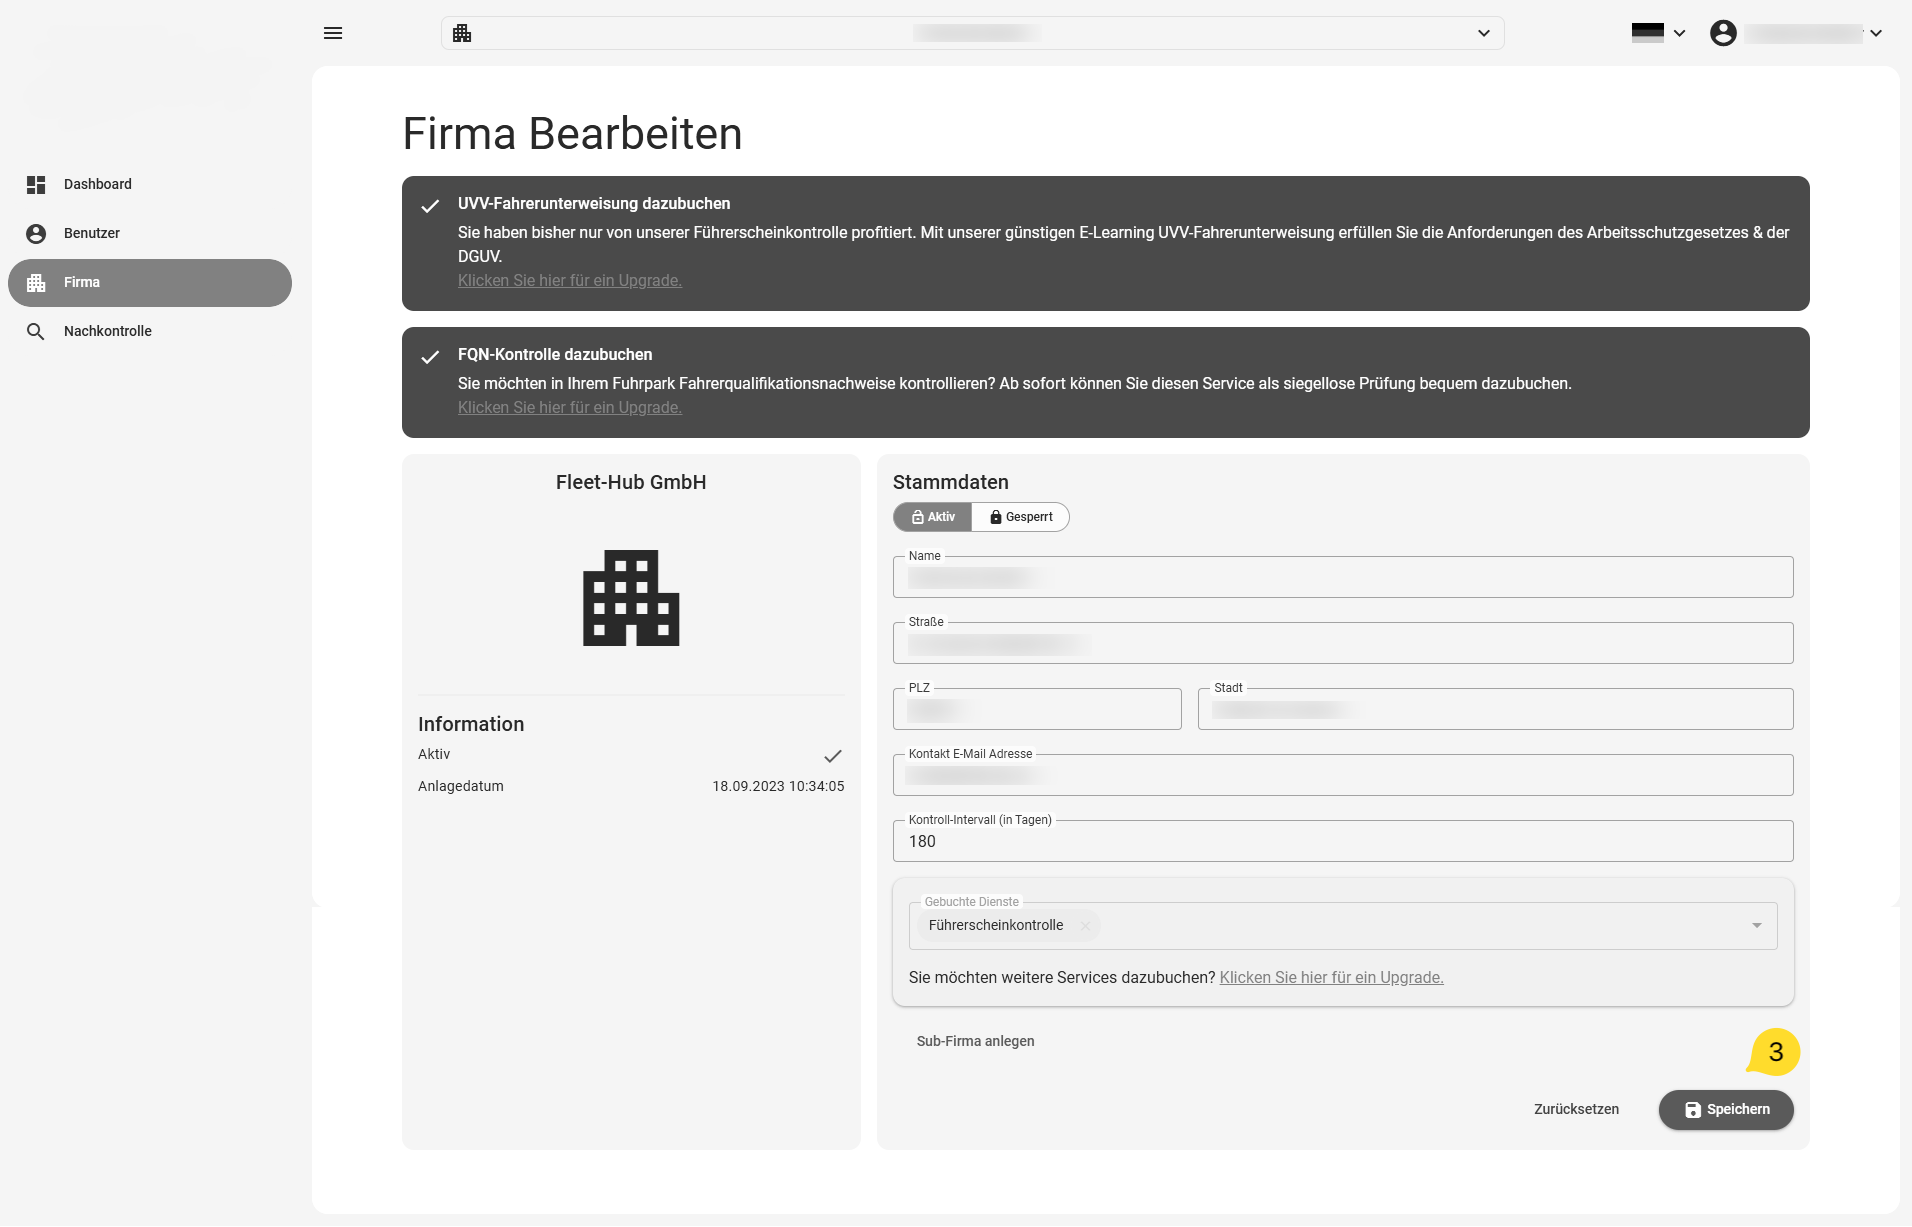 Dashboard
Benutzer
Firma
Nachkontrolle
Firma Bearbeiten
UVV-Fahrerunterweisung dazubuchen
Sie haben bisher nur von unserer Führerscheinkontrolle profitiert. Mit unserer günstigen E-Learning UVV-Fahrerunterweisung erfüllen Sie die Anforderungen des Arbeitsschutzgesetzes & der
DGUV.
Klicken Sie hier für ein Upgrade.
FQN-Kontrolle dazubuchen
Sie möchten in Ihrem Fuhrpark Fahrerqualifikationsnachweise kontrollieren? Ab sofort können Sie diesen Service als siegellose Prüfung bequem dazubuchen.
Klicken Sie hier für ein Upgrade.
Fleet-Hub GmbH
Information
Aktiv
Anlagedatum 18.09.2023 10:34:05
Stammdaten
Aktiv Gesperrt
Name
Straße
PLZ Stadt
Kontakt E-Mail Adresse
Kontroll-Intervall (in Tagen)
180
Gebuchte Dienste
Führerscheinkontrolle
Sie möchten weitere Services dazubuchen? Klicken Sie hier für ein Upgrade.
Sub-Firma anlegen
3
Zurücksetzen Speichern